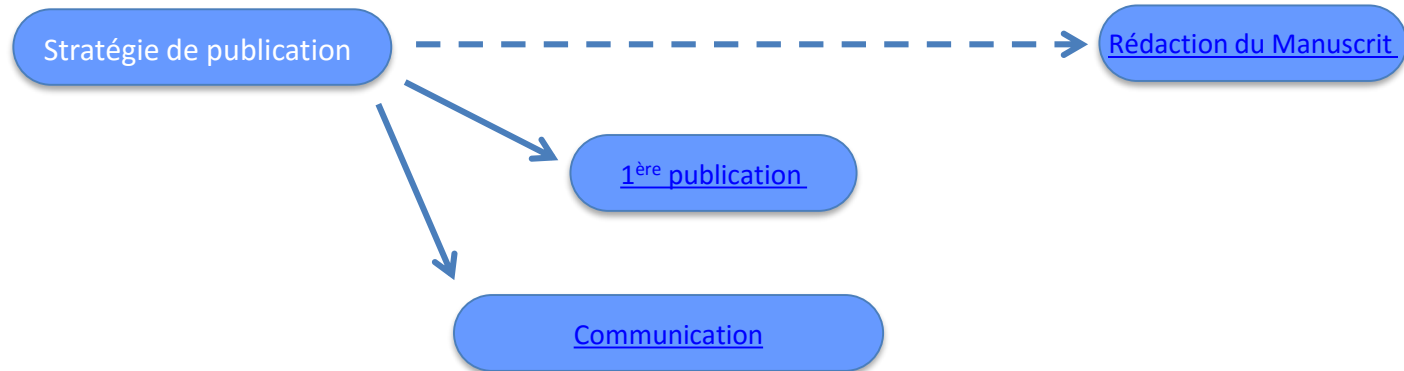 Stratégie de publication
Rédaction du Manuscrit
1ère publication
Communication